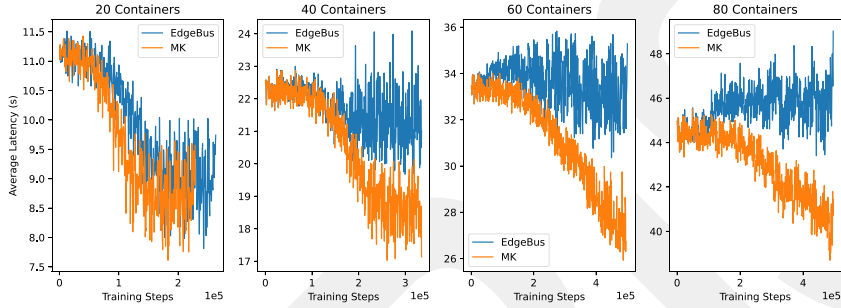 20 Containers
40 Containers
60 Containers
80 Containers
Average Latency (s)
11.5
11.0
10.5
10.0
9.5
9.0
8.5
8.0
7.5
EdgeBus
MK
0
1
2
1e5
Training Steps
24
23
22
21
20
19
18
17
EdgeBus
MK
0
1
2
3
1e5
Training Steps
36
34
32
30
28
26
EdgeBus
MK
0
2
4
1e5
Training Steps
48
46
44
42
40
EdgeBus
MK
0
2
4
1e5
Training Steps